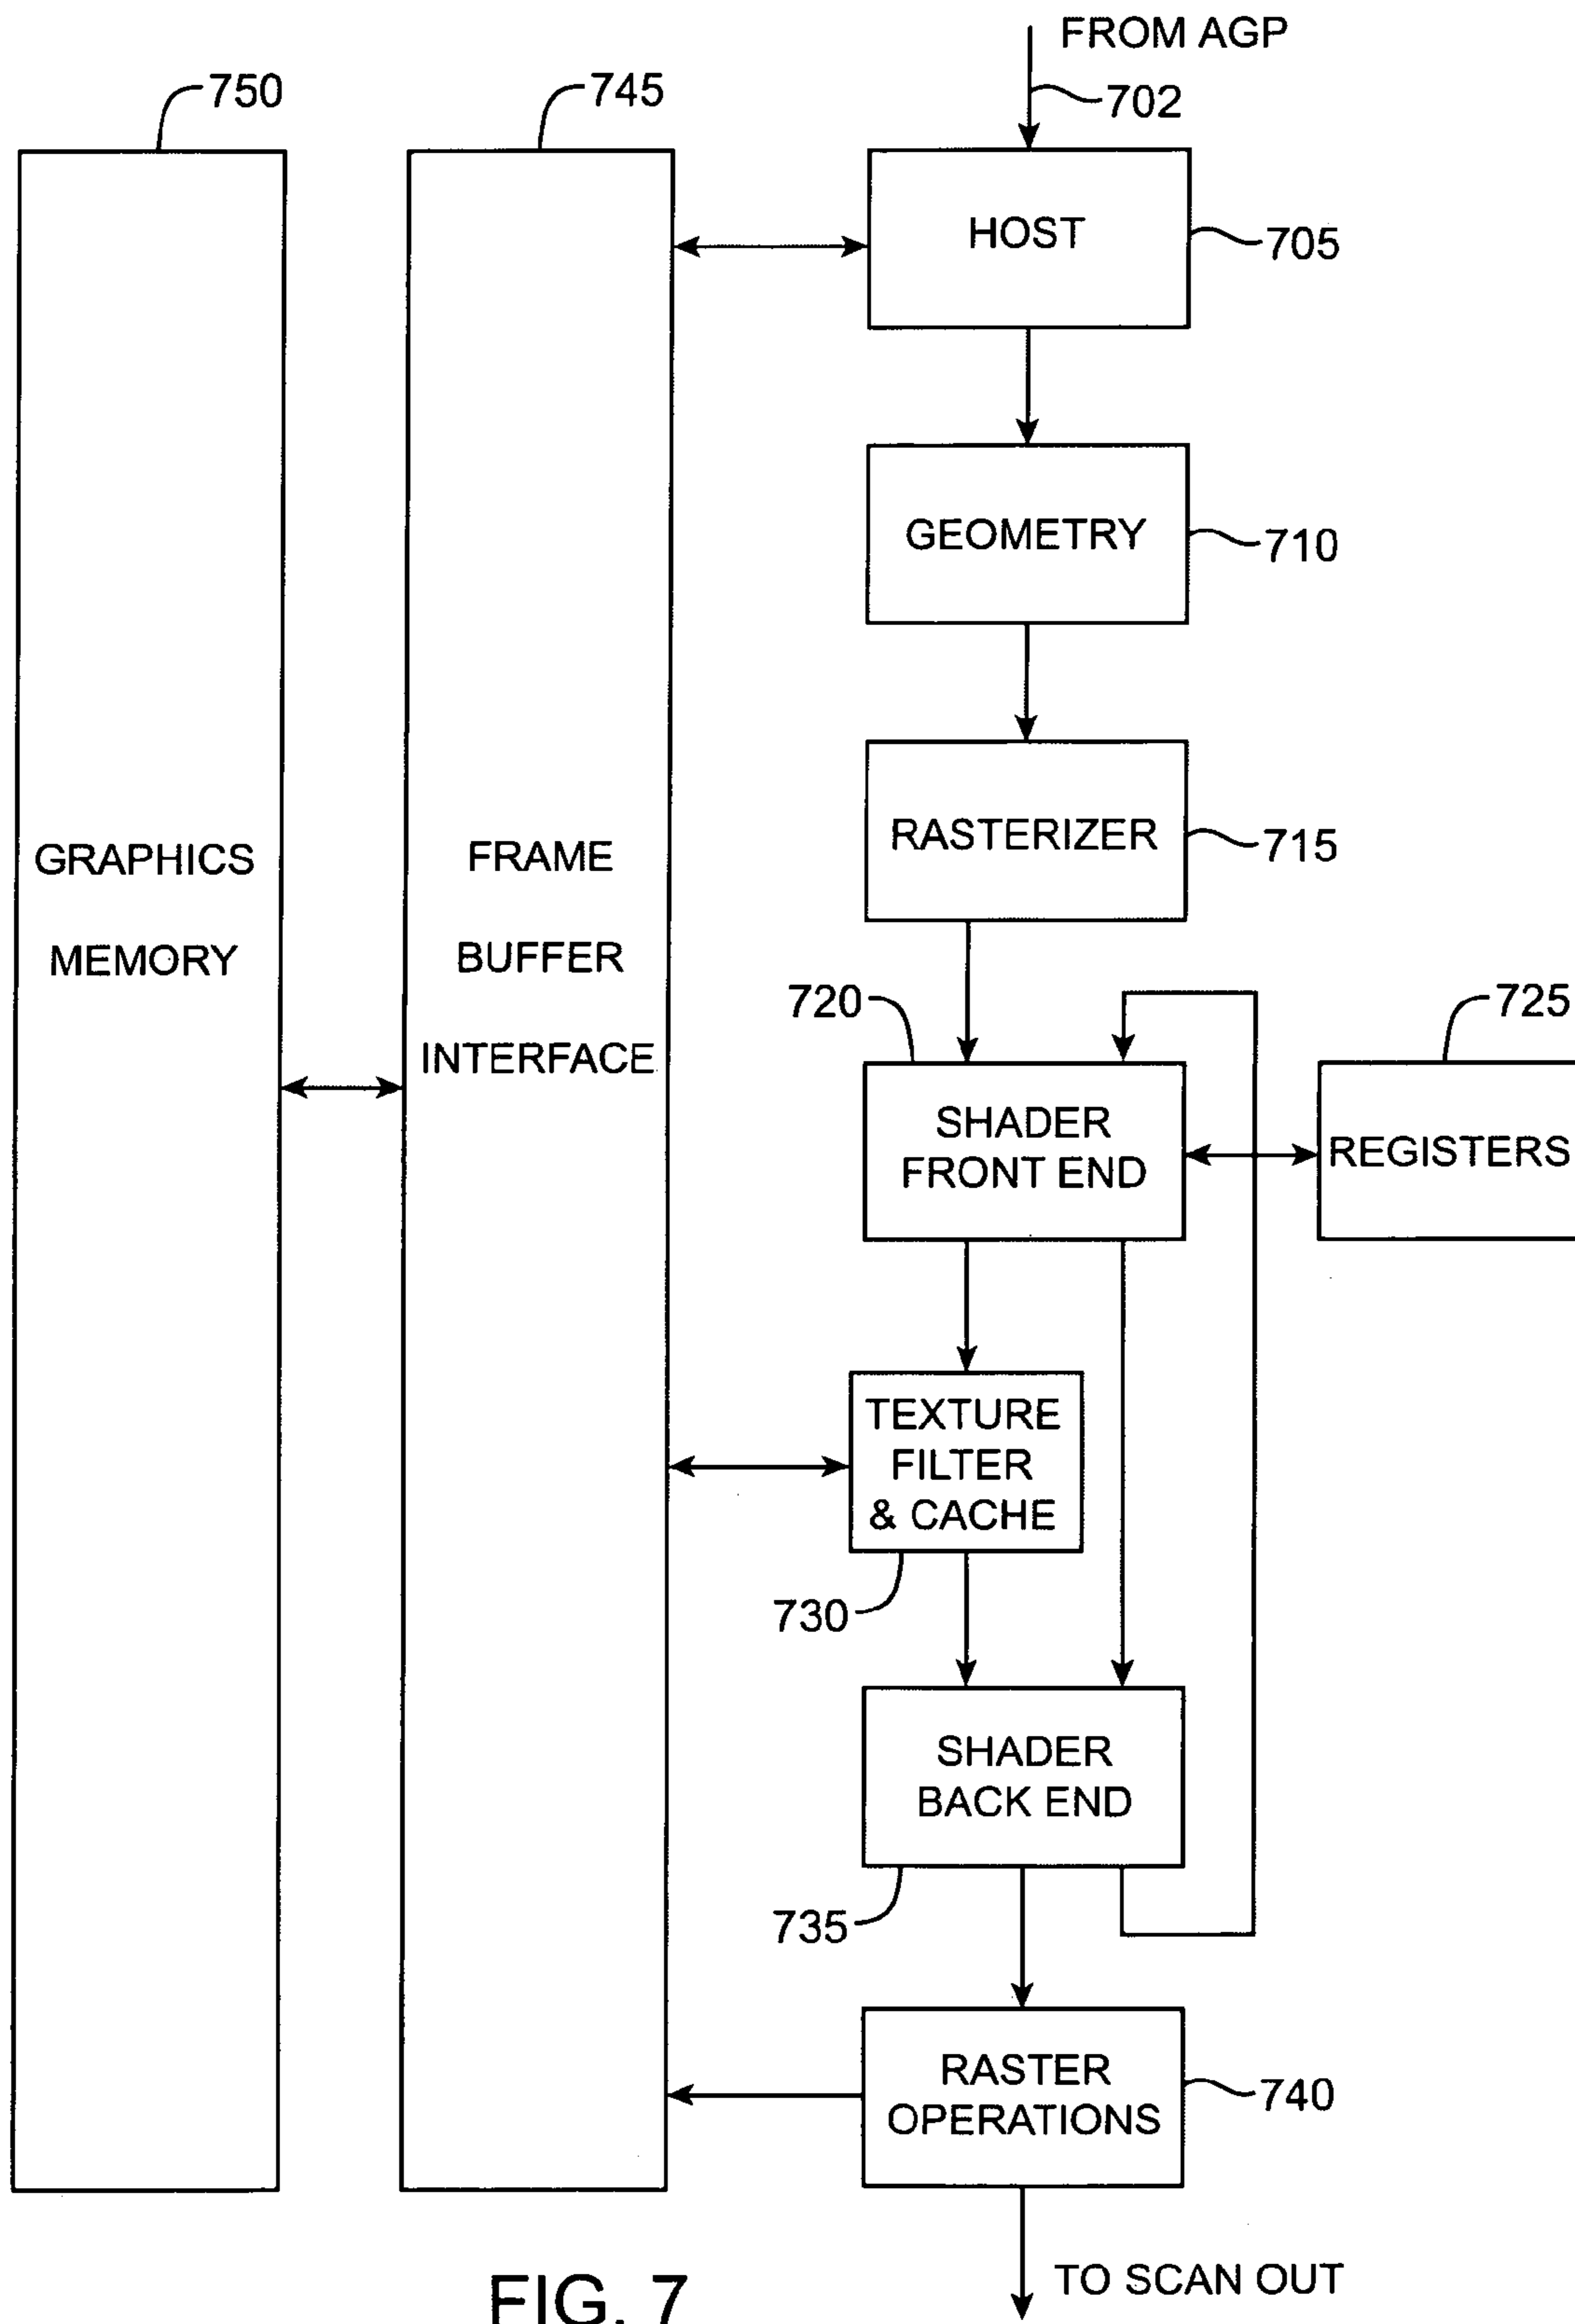 FROM AGP
702
750
745
HOST
705
GEOMETRY
710
RASTERIZER
715
GRAPHICS
MEMORY
FRAME
BUFFER
INTERFACE
720
725
SHADER
FRONT END
REGISTERS
TEXTURE
FILTER
& CACHE
730
SHADER
BACK END
735
RASTER
OPERATIONS
740
TO SCAN OUT
FIG. 7